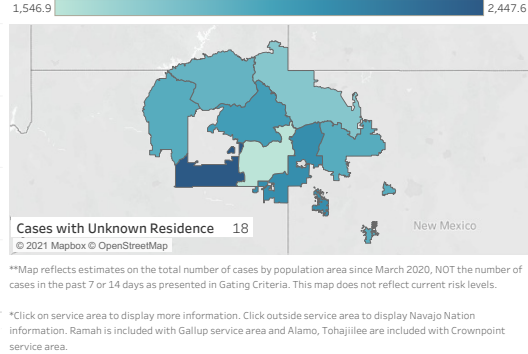 1,546.9 2,447.6
New Mexico
Cases with Unknown Residence 18
© 2021 Mapbox © OpenStreetMap
**Map reflects estimates on the total number of cases by population area since March 2020, NOT the number of
cases in the past 7 or 14 days as presented in Gating Criteria. This map does not reflect current risk levels.
*Click on service area to display more information. Click outside service area to display Navajo Nation
information. Ramah is included with Gallup service area and Alamo, Tohajiilee are included with Crownpoint
service area.